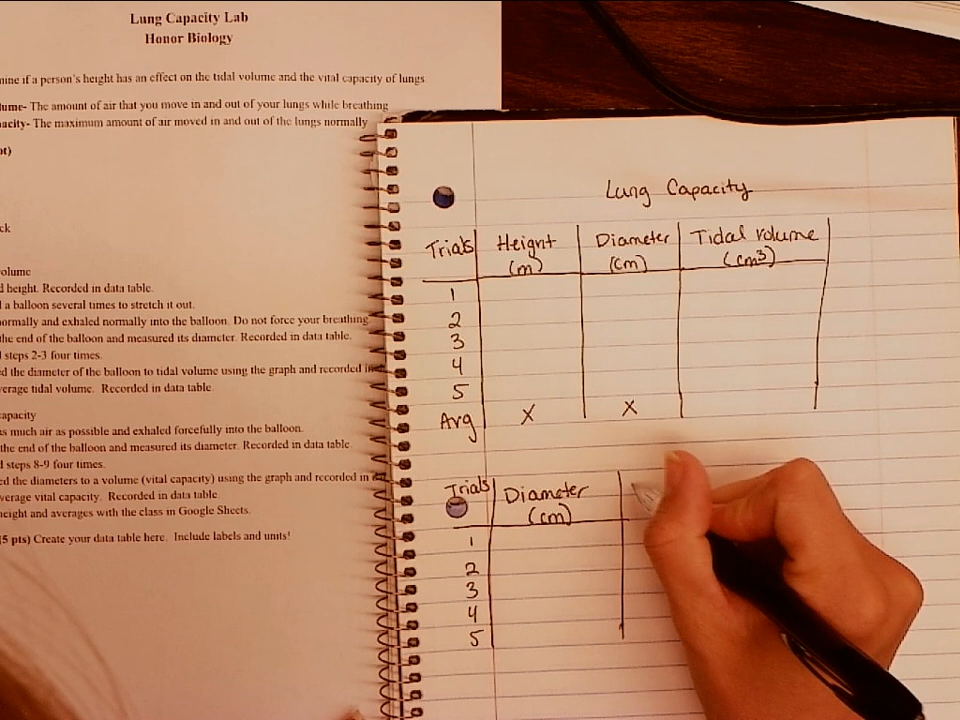 Lung Capacity Lab
Honor Biology
mine if a person's height has an effect on the tidal volume and the vital capacity of lungs.
lume- The amount of air that you move in and out of your lungs while breathing
acity- The maximum amount of air moved in and out of the lungs normally
pt)
ck
olume
d height. Recorded in data table.
d a balloon several times to stretch it out.
normally and exhaled normally into the balloon. Do not force your breathing
the end of the balloon and measured its diameter. Recorded in data table.
d steps 2-3 four times.
ed the diameter of the balloon to tidal volume using the graph and recorded in
verage tidal volume. Recorded in data table.
apacity
as much air as possible and exhaled forcefully into the balloon.
the end of the balloon and measured its diameter. Recorded in data table.
d steps 8-9 four times.
ed the diameters to a volume (vital capacity) using the graph and recorded in
verage vital capacity. Recorded in data table.
height and averages with the class in Google Sheets.
[5 pts) Create your data table here. Include labels and units!
Lung Capacity
Trials Height (m) Diameter (cm) Tidal Volume (cm3)
1
2
3
4
5
Avg X X
Trials Diameter (cm)
1
2
3
4
5